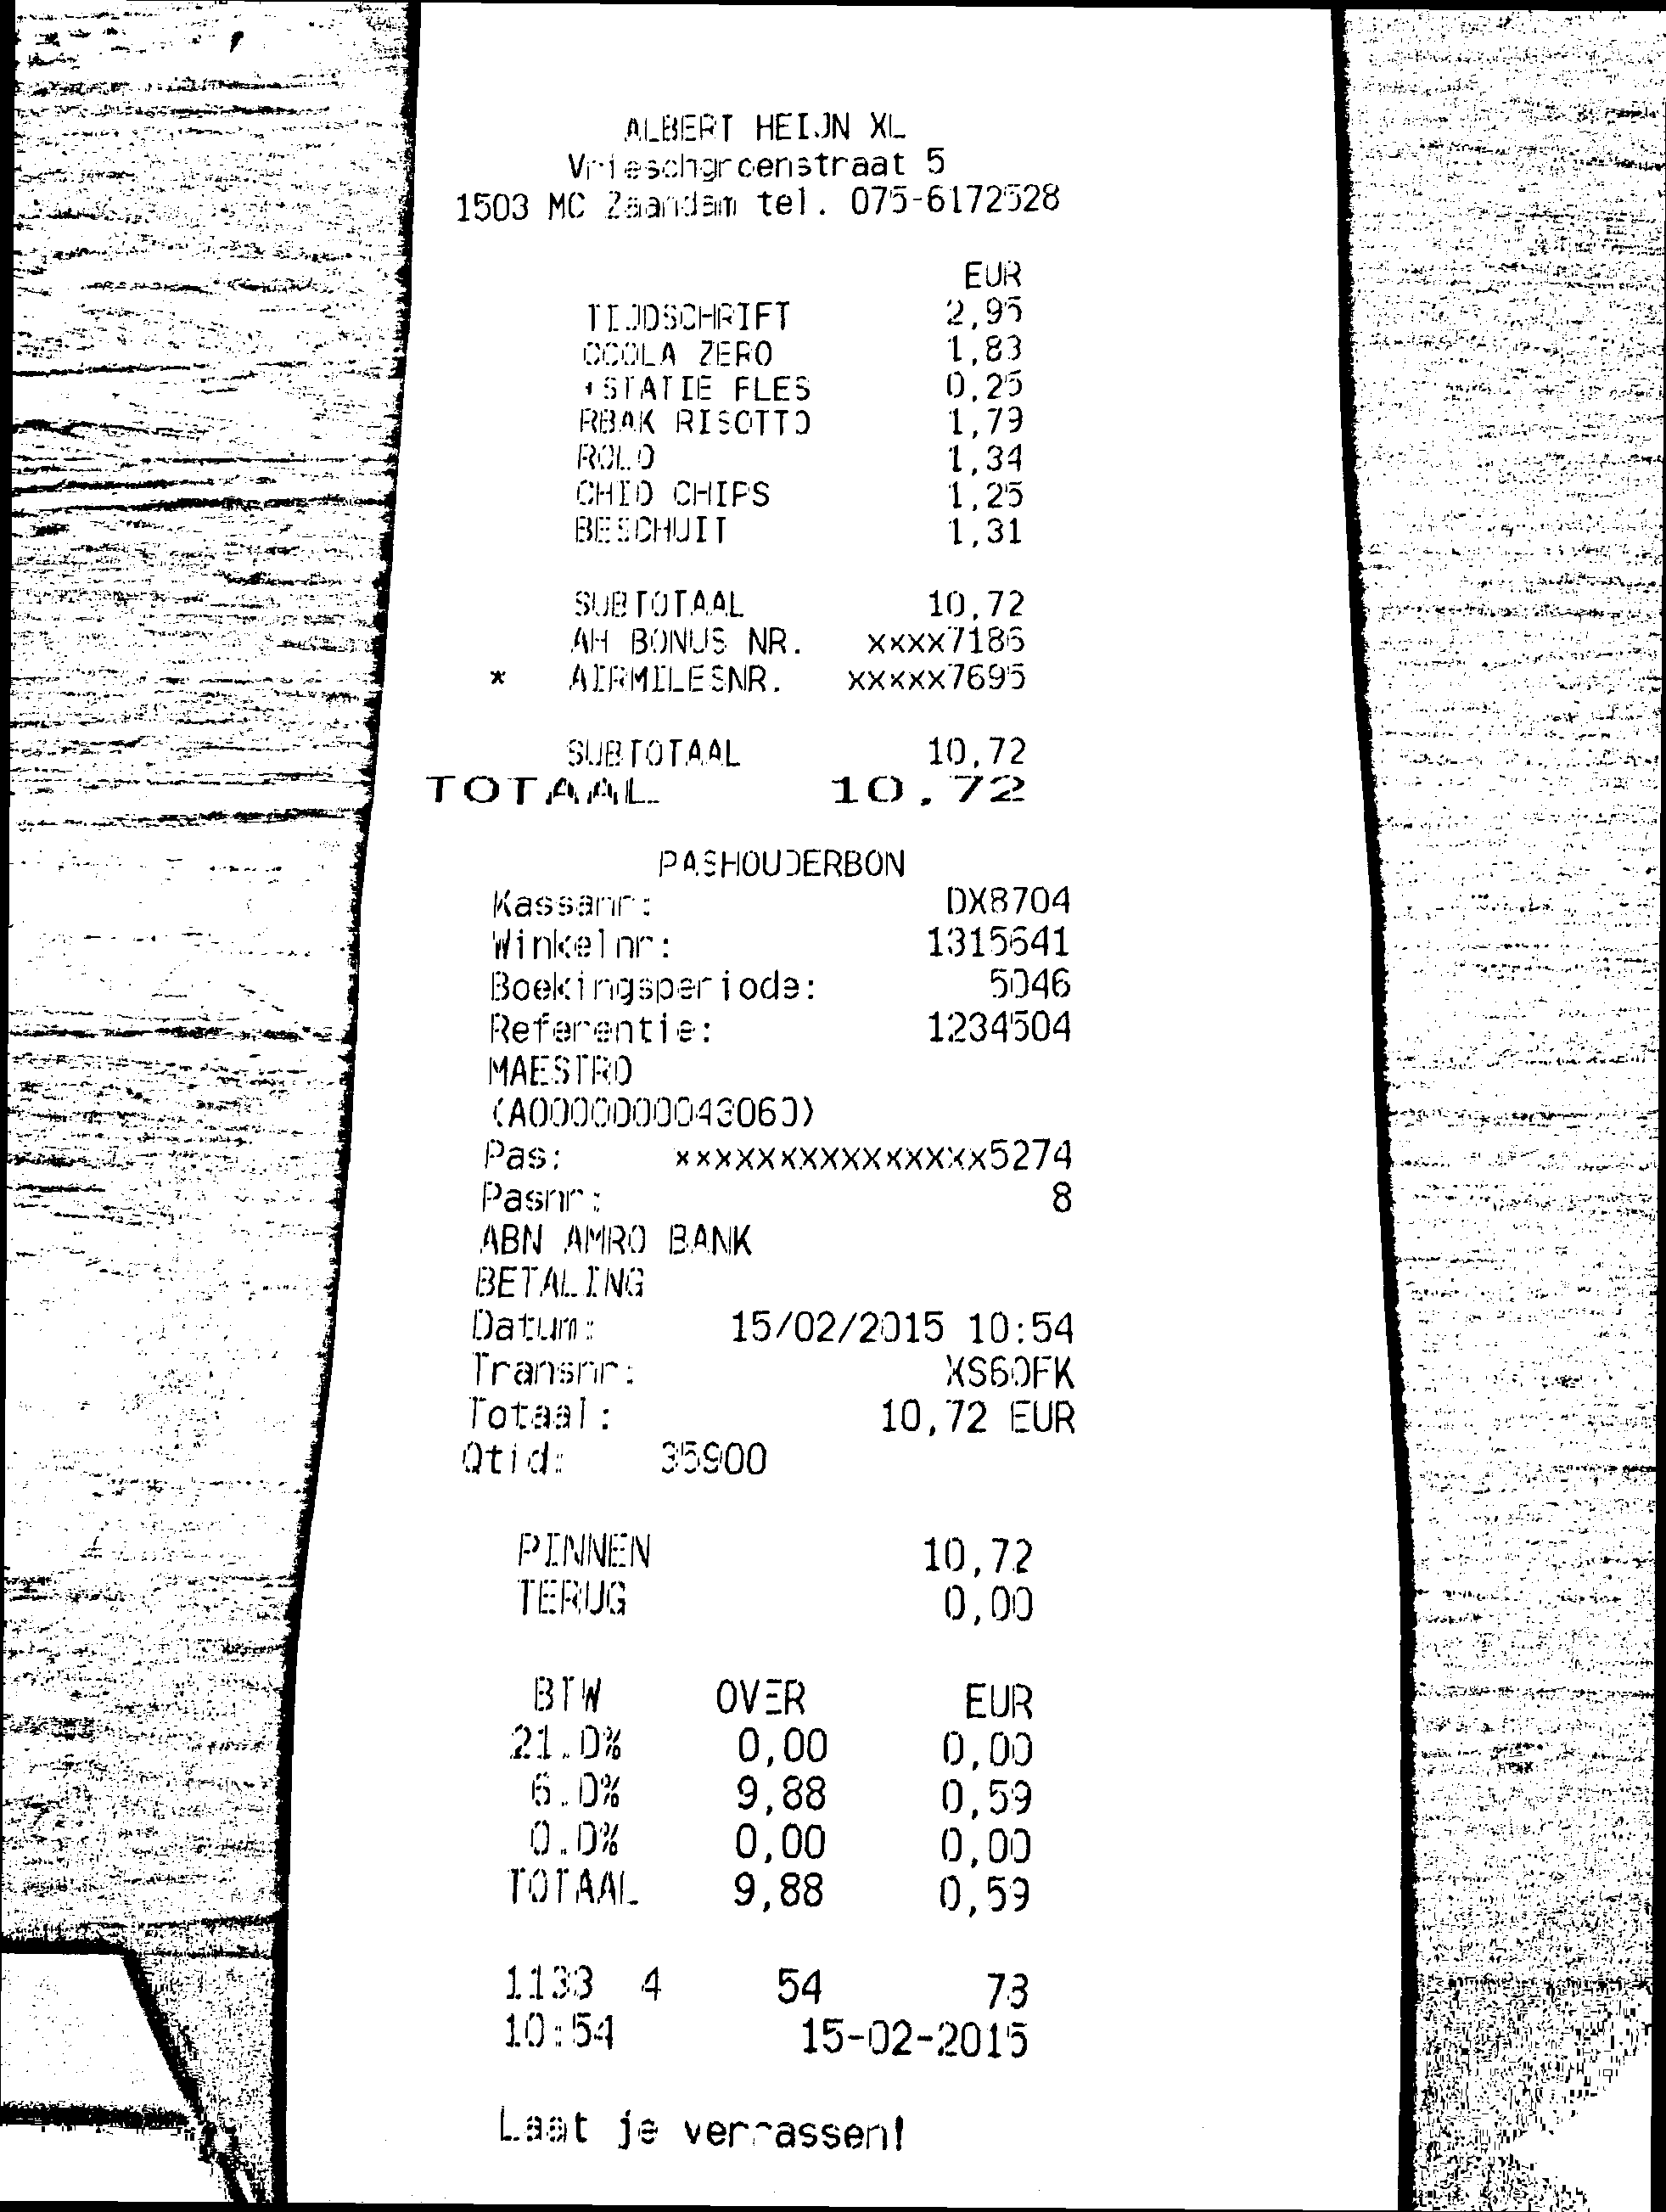 ALBERT HEIJN XL
Vrieschgroenstraat 5
1503 MC Zaandam tel. 075-6172528
EUR
TIJDSCHRIFT 2,95
CCOLA ZERO 1,83
+STATIE FLES 0,25
RBAK RISOTTO 1,79
ROLO 1,34
CHIO CHIPS 1,25
BESCHUIT 1,31
SUBTOTAAL 10,72
AH BONUS NR. xxxx7186
* AIRMILESNR. xxxxx7695
SUBTOTAAL 10,72
TOTAAL 10,72
PASHOUDERBON
Kassanr: DX8704
Winkelnr: 1315641
Boekingsperiode: 5046
Referentie: 1234504
MAESTRO
(A0000000043060)
Pas: xxxxxxxxxxxxxxx5274
Pasnr: 8
ABN AMRO BANK
BETALING
Datum: 15/02/2015 10:54
Transnr: XS60FK
Totaal: 10,72 EUR
Qtid: 35900
PINNEN 10,72
TERUG 0,00
BTW OVER EUR
21.0% 0,00 0,00
6.0% 9,88 0,59
0.0% 0,00 0,00
TOTAAL 9,88 0,59
1133 4 54 73
10:54 15-02-2015
Laat je verrassen!